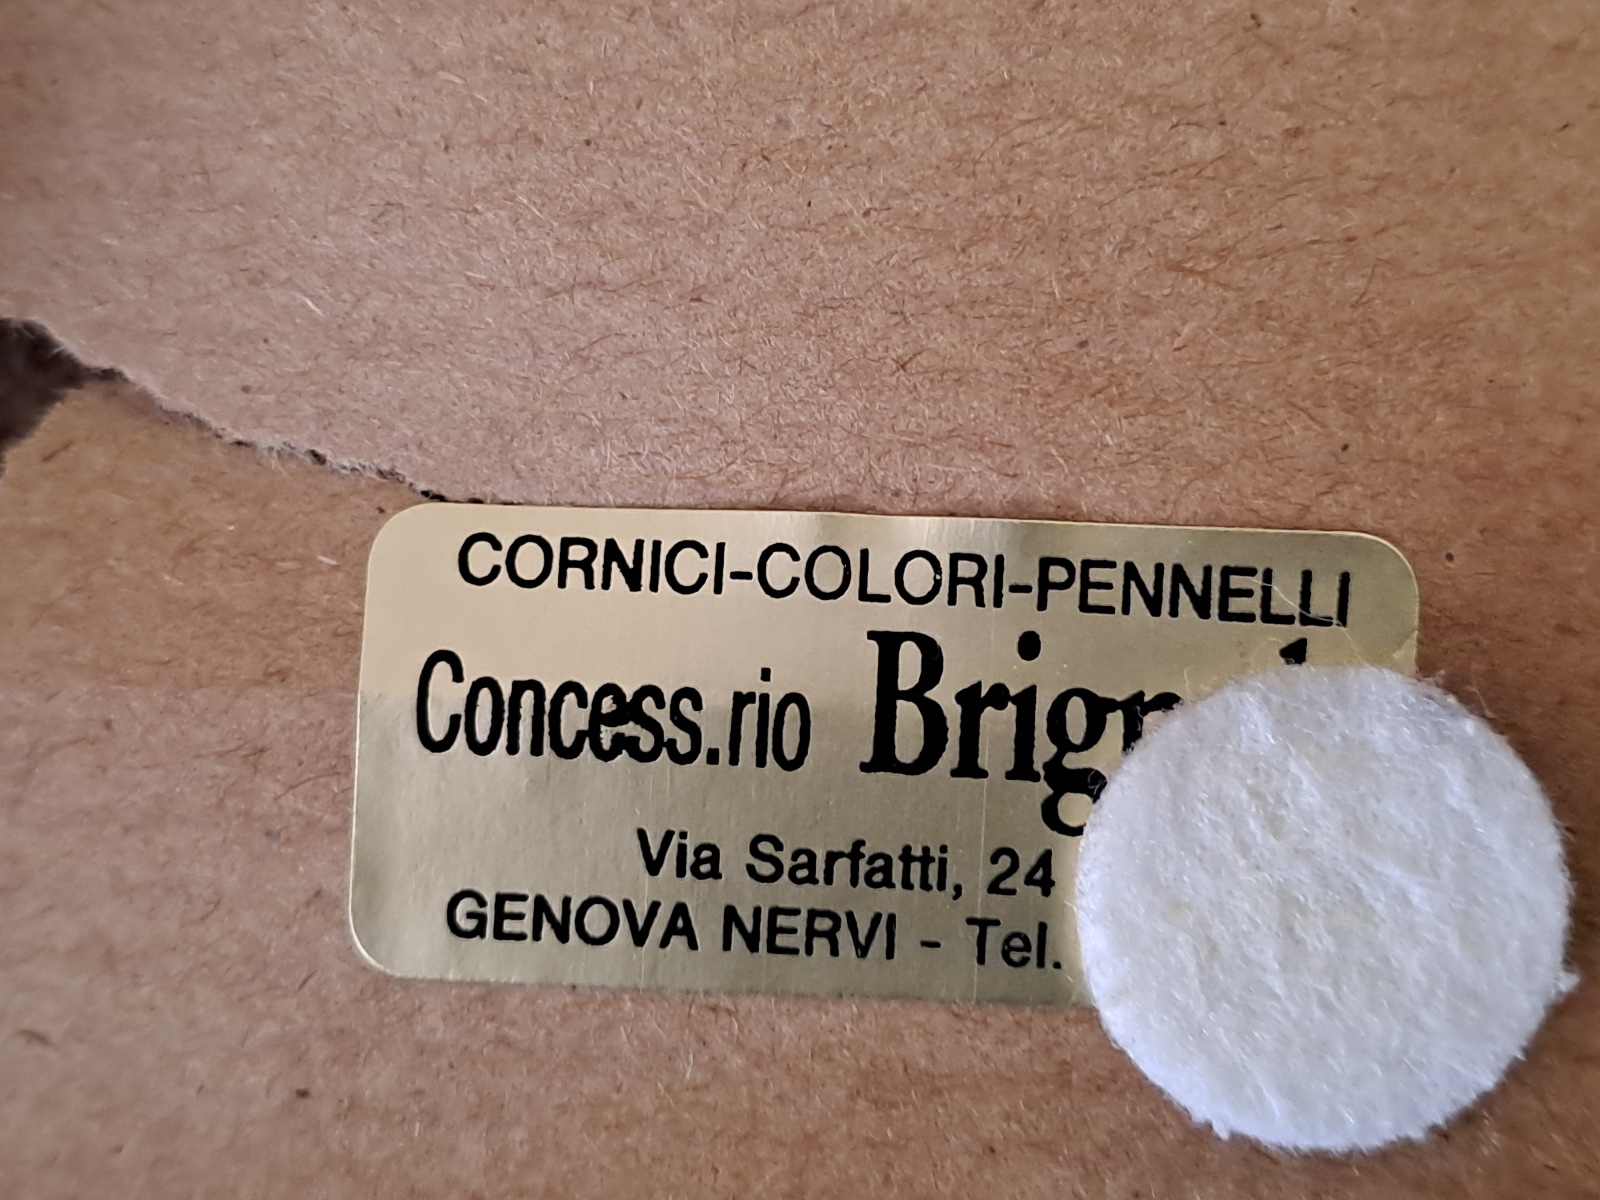 CORNICI-COLORI-PENNELLI
Concess.rio
Via Sarfatti, 24
GENOVA NERVI - Tel.